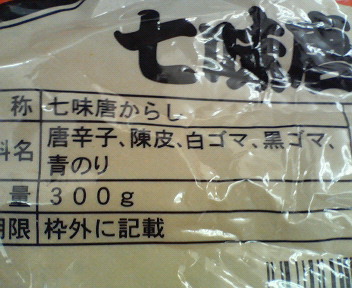 七味唐
称 七味唐からし
料名 唐辛子、陳皮、白ゴマ、黒ゴマ、
青のり
量 300g
期限 枠外に記載